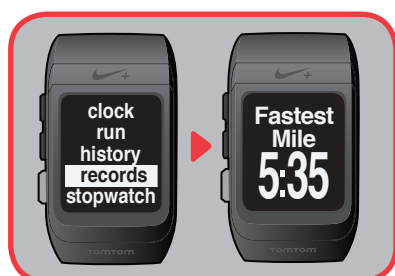 clock
run
history
records
stopwatch
TOMTOM
Fastest
Mile
5:35
TOMTOM